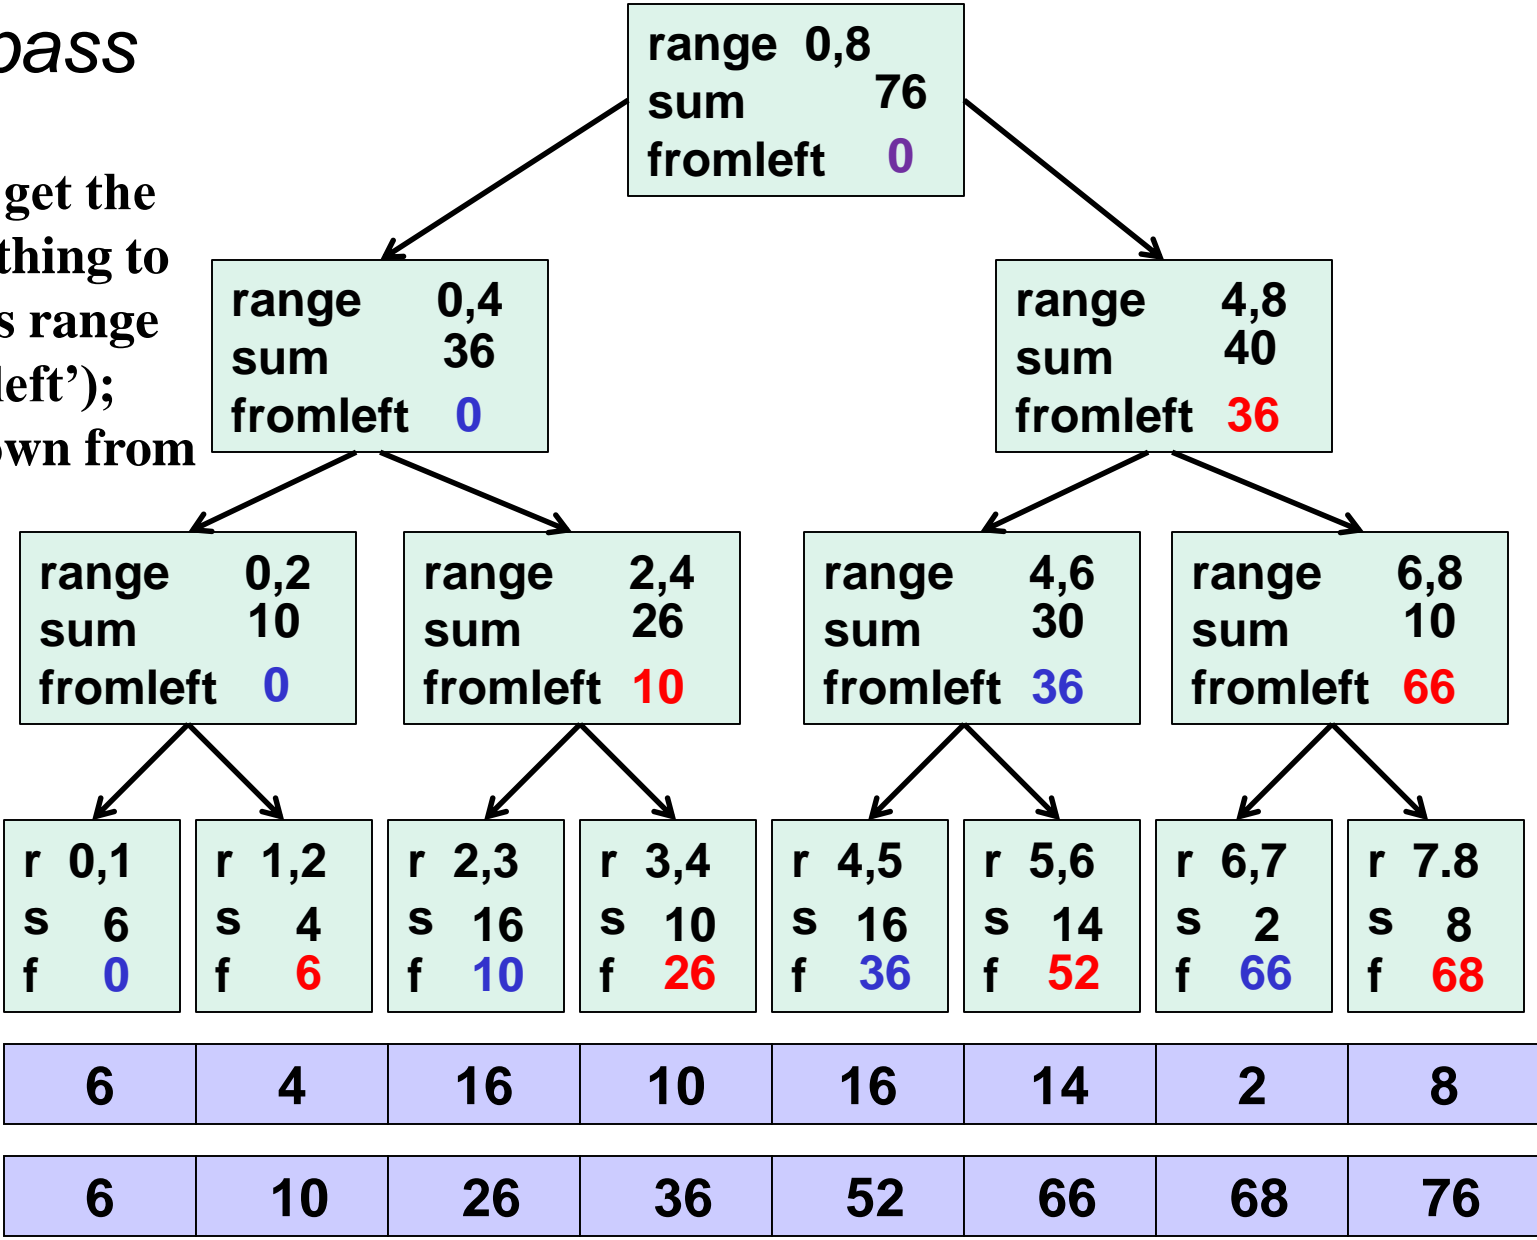 pass
get the
thing to
s range
left’);
own from
range 0,8
sum 76
fromleft 0
range 0,4
sum 36
fromleft 0
range 4,8
sum 40
fromleft 36
range 0,2
sum 10
fromleft 0
range 2,4
sum 26
fromleft 10
range 4,6
sum 30
fromleft 36
range 6,8
sum 10
fromleft 66
r 0,1
s 6
f 0
r 1,2
s 4
f 6
r 2,3
s 16
f 10
r 3,4
s 10
f 26
r 4,5
s 16
f 36
r 5,6
s 14
f 52
r 6,7
s 2
f 66
r 7.8
s 8
f 68
6 4 16 10 16 14 2 8
6 10 26 36 52 66 68 76